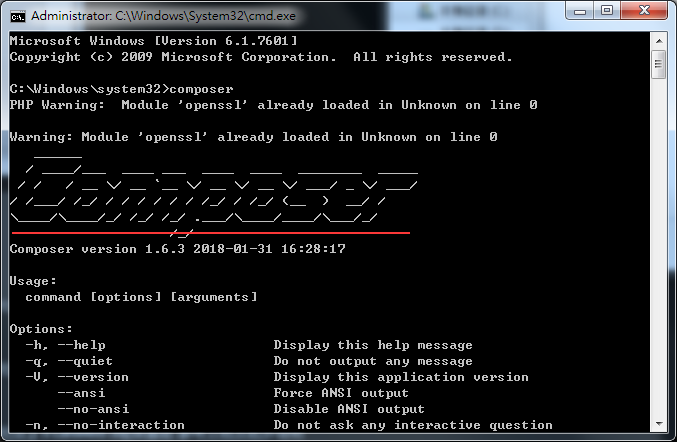 Administrator: C:\Windows\System32\cmd.exe
Microsoft Windows [Version 6.1.7601]
Copyright (c) 2009 Microsoft Corporation.  All rights reserved.
C:\Windows\system32>composer
PHP Warning:  Module 'openssl' already loaded in Unknown on line 0
Warning: Module 'openssl' already loaded in Unknown on line 0
Composer
Composer version 1.6.3 2018-01-31 16:28:17
Usage:
command [options] [arguments]
Options:
-h, --help Display this help message
-q, --quiet Do not output any message
-V, --version Display this application version
--ansi Force ANSI output
--no-ansi Disable ANSI output
-n, --no-interaction Do not ask any interactive question